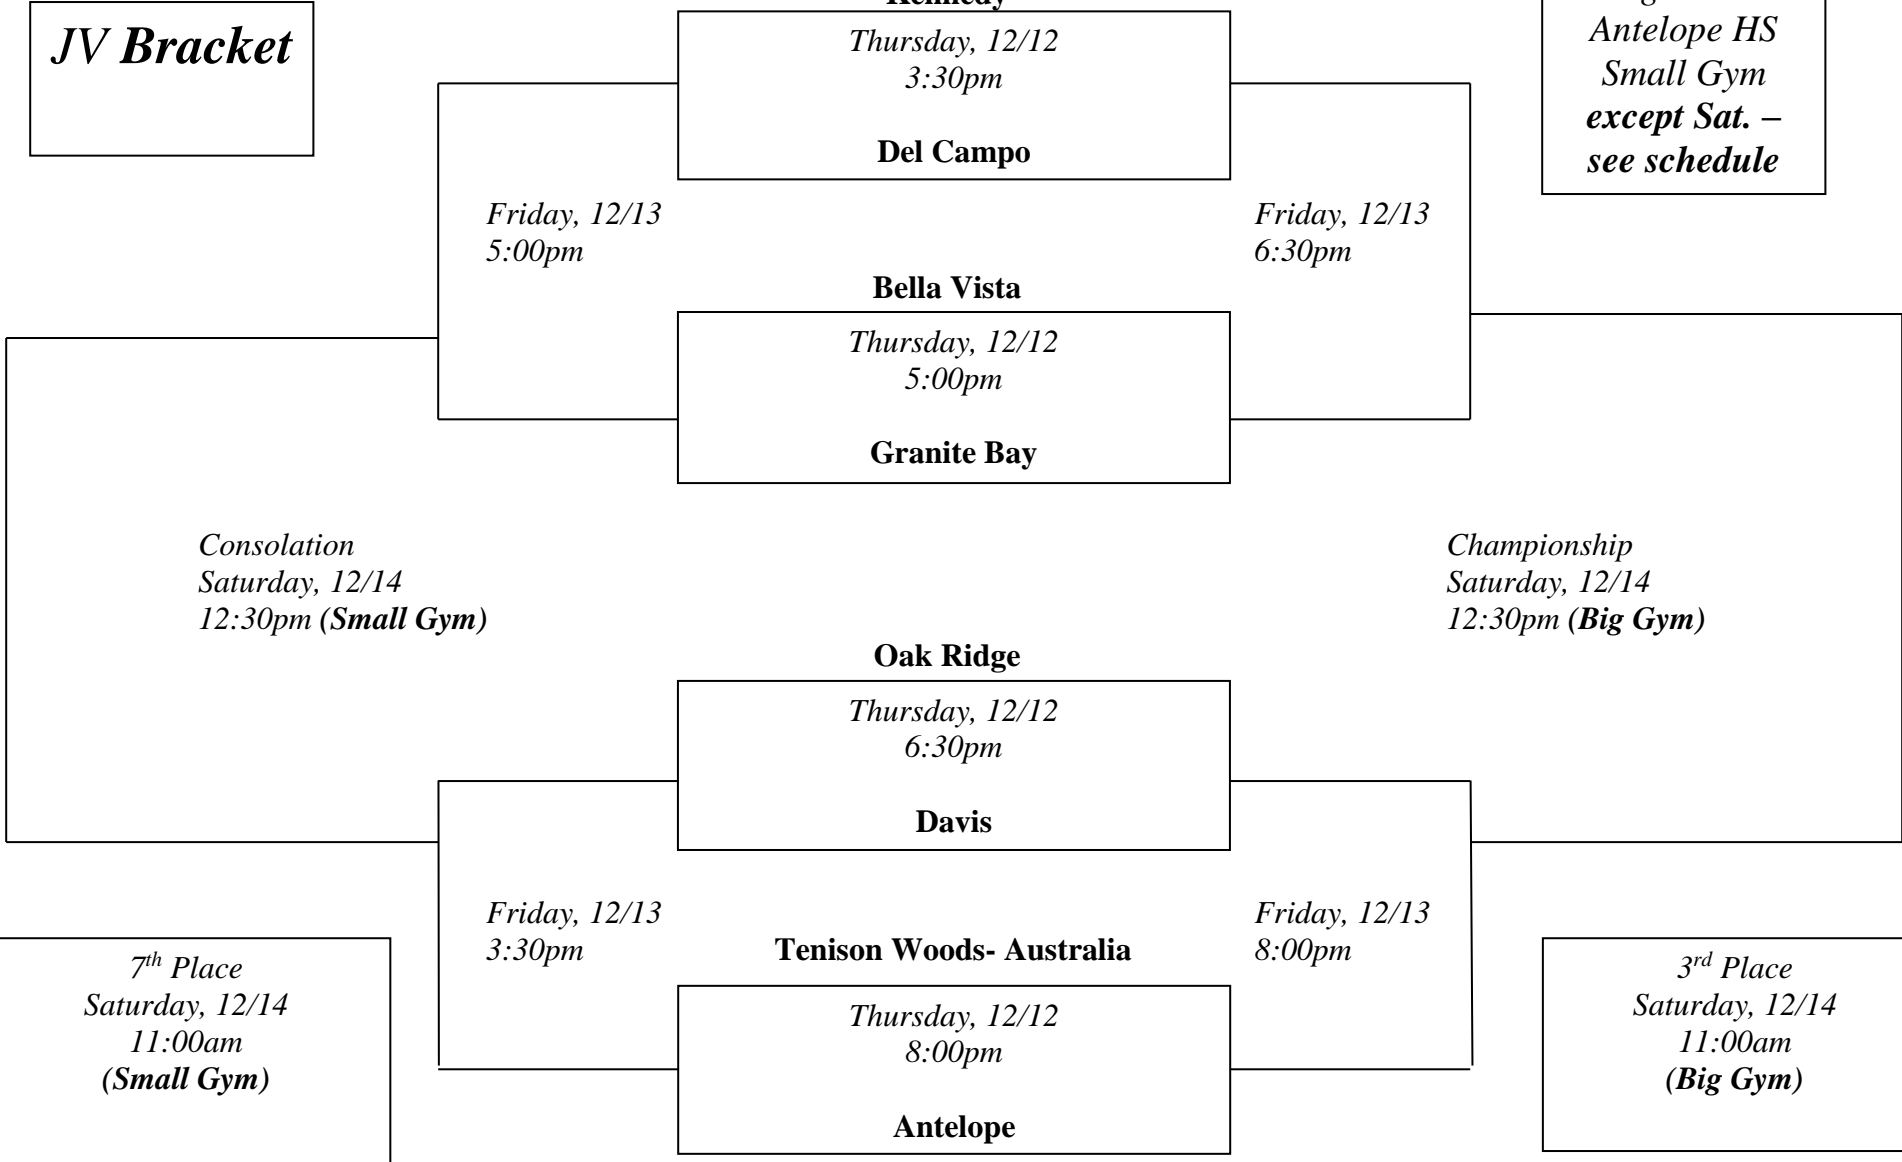 JV Bracket
Kennedy
Thursday, 12/12
3:30pm
Del Campo
Antelope HS
Small Gym
except Sat. –
see schedule
Friday, 12/13
5:00pm
Friday, 12/13
6:30pm
Bella Vista
Thursday, 12/12
5:00pm
Granite Bay
Consolation
Saturday, 12/14
12:30pm (Small Gym)
Championship
Saturday, 12/14
12:30pm (Big Gym)
Oak Ridge
Thursday, 12/12
6:30pm
Davis
Friday, 12/13
3:30pm
Tenison Woods- Australia
Friday, 12/13
8:00pm
7th Place
Saturday, 12/14
11:00am
(Small Gym)
Thursday, 12/12
8:00pm
Antelope
3rd Place
Saturday, 12/14
11:00am
(Big Gym)